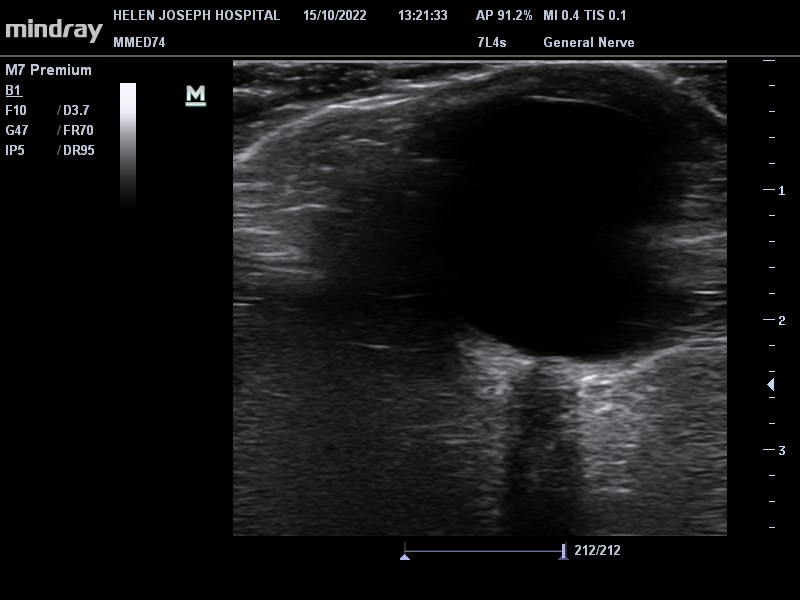 mindray
HELEN JOSEPH HOSPITAL 15/10/2022 13:21:33 AP 91.2% MI 0.4 TIS 0.1
MMED74 7L4s General Nerve
M7 Premium
B1
F10 / D3.7
G47 / FR70
IP5 / DR95
M
1
2
3
212/212